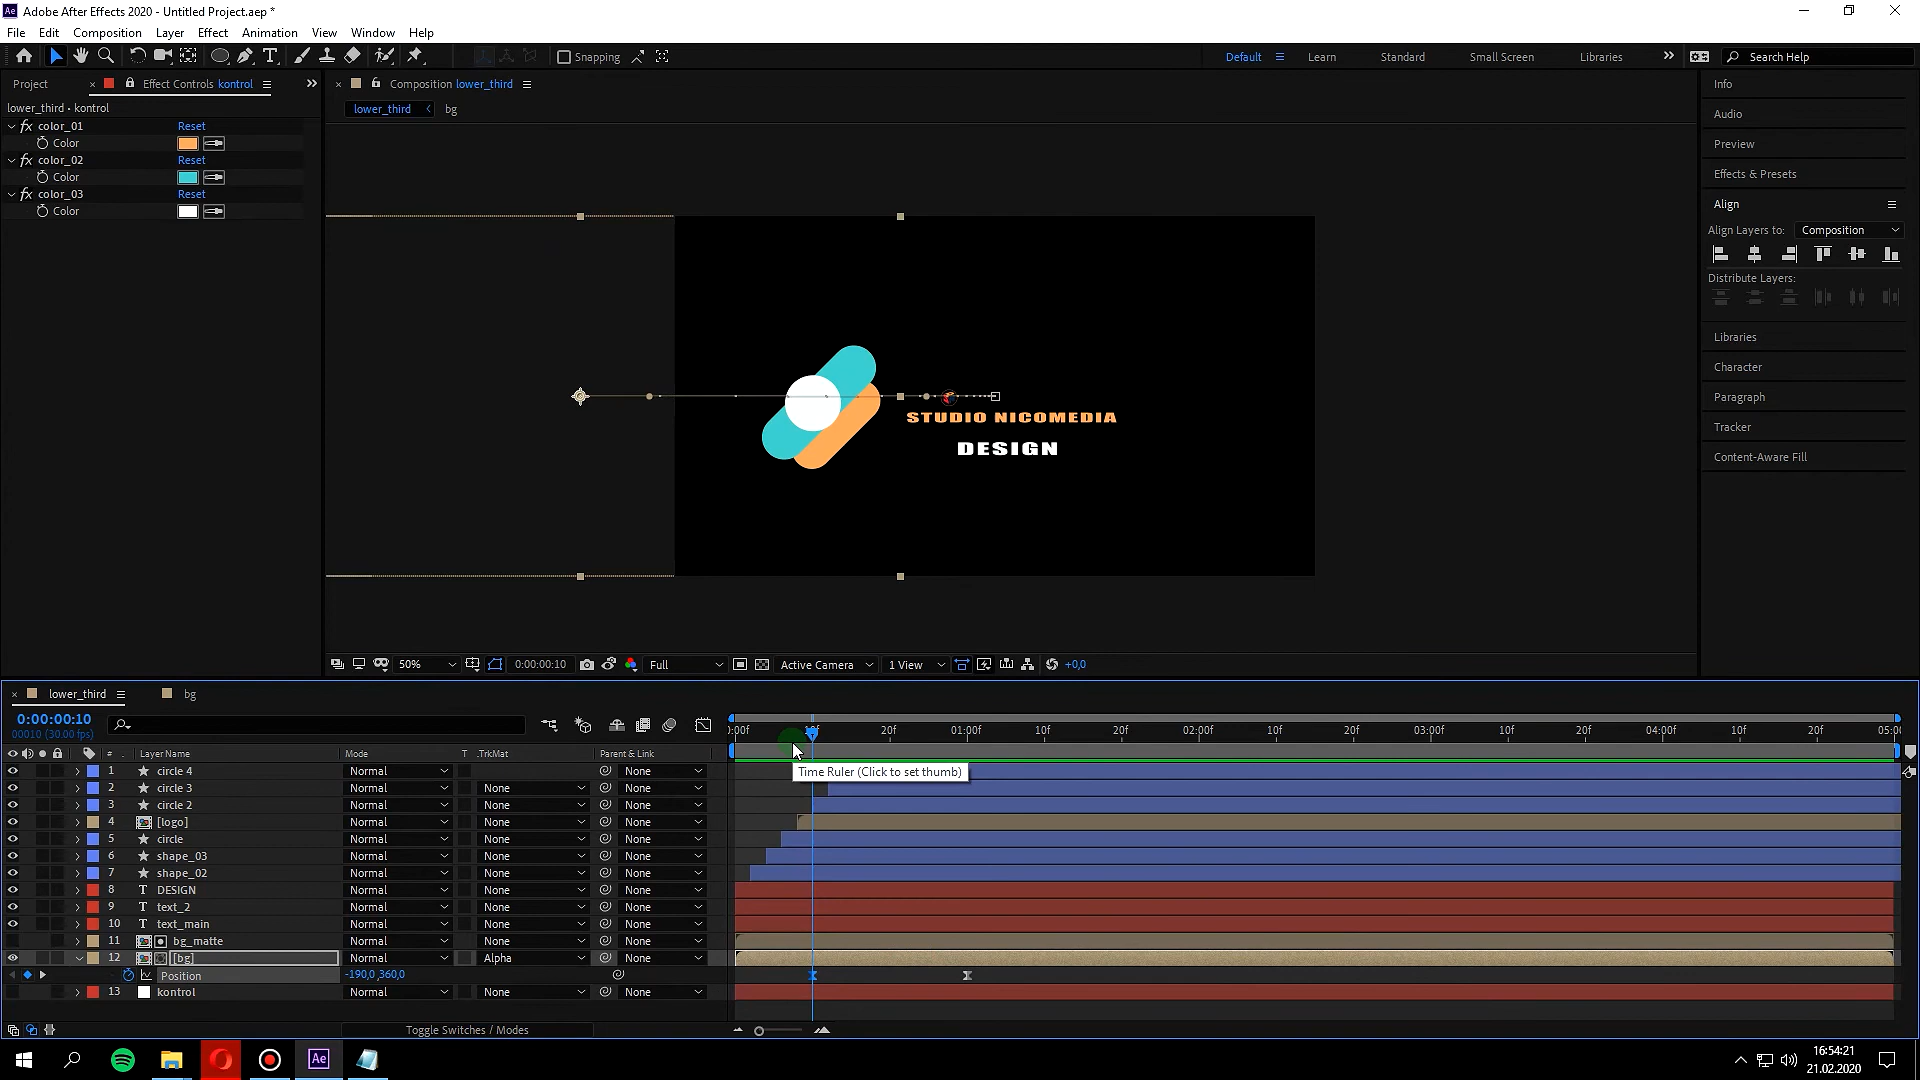 Adobe After Effects 2020 - Untitled Project.aep *
File Edit Composition Layer Effect Animation View Window Help
Snapping Default Learn Standard Small Screen Libraries Search Help
Project Effect Controls kontrol
Composition lower_third
lower_third • kontrol
lower_third bg
color_01 Reset
Color
color_02 Reset
Color
color_03 Reset
Color
STUDIO NICOMEDIA
DESIGN
Info
Audio
Preview
Effects & Presets
Align
Align Layers to: Composition
Distribute Layers:
Libraries
Character
Paragraph
Tracker
Content-Aware Fill
50% 0:00:00:10 Full Active Camera 1 View +0,0
lower_third bg
0:00:00:10
00010 (30.00 fps)
:00f 10f 20f 01:00f 10f 20f 02:00f 10f 20f 03:00f 10f 20f 04:00f 10f 20f 05:0
# Layer Name Mode T .TrkMat Parent & Link
Time Ruler (Click to set thumb)
1 circle 4 Normal None
2 circle 3 Normal None None
3 circle 2 Normal None None
4 [logo] Normal None None
5 circle Normal None None
6 shape_03 Normal None None
7 shape_02 Normal None None
8 T DESIGN Normal None None
9 T text_2 Normal None None
10 T text_main Normal None None
11 bg_matte Normal None None
12 [bg] Normal Alpha None
Position -190,0,360,0
13 kontrol Normal None None
Toggle Switches / Modes
Ae
16:54:21
21.02.2020